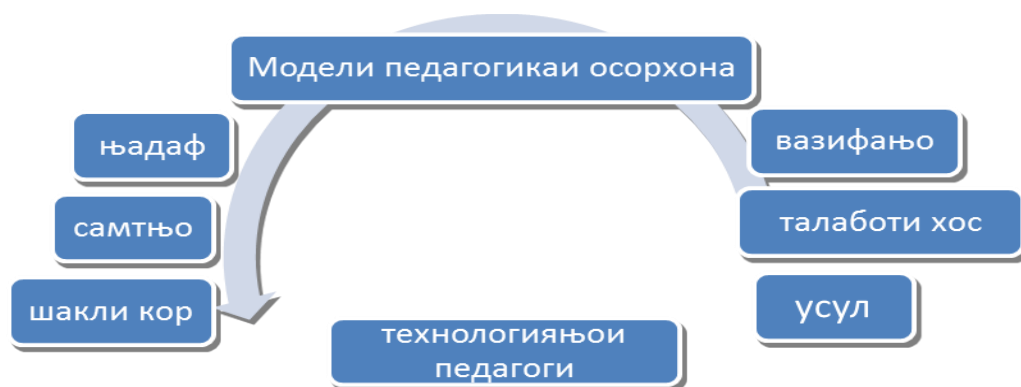 Модели педагогикаи осорхона
њадаф
вазифањо
самтњо
талаботи хос
шакли кор
усул
технологияњои
педагоги